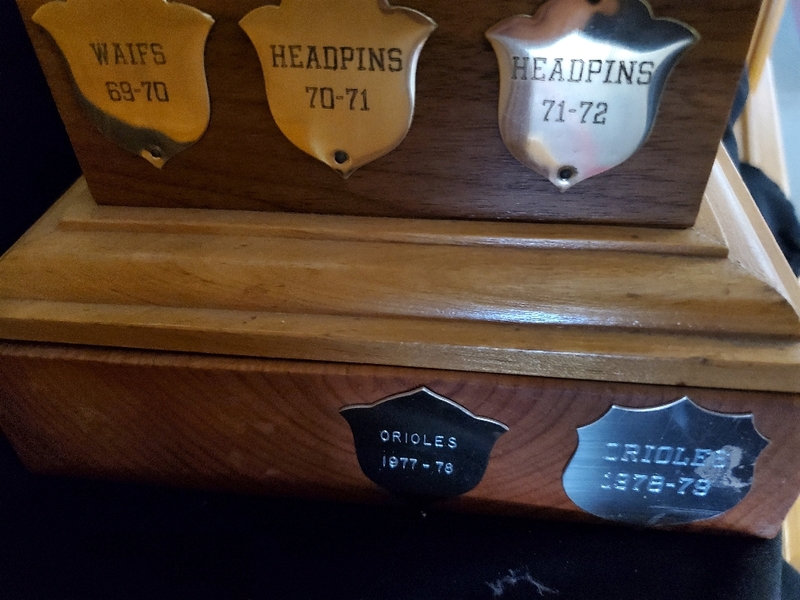 WAIFS
69-70
HEADPINS
70-71
HEADPINS
71-72
ORIOLES
1977-78
ORIOLES
1978-79